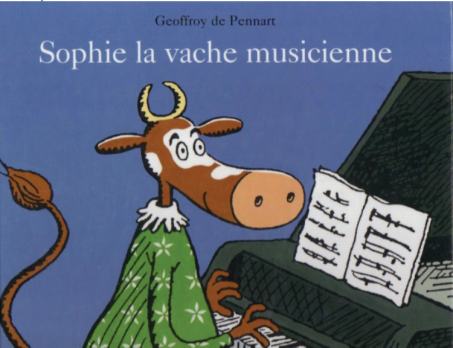 Geoffroy de Pennart
Sophie la vache musicienne